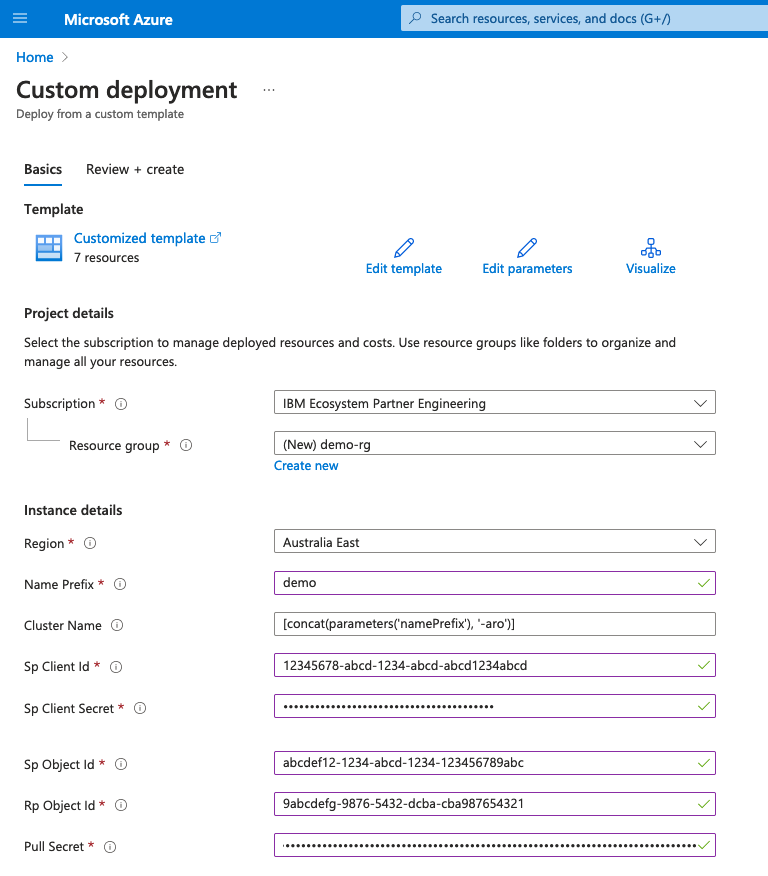 Microsoft Azure
Search resources, services, and docs (G+/)
Home
Custom deployment ...
Deploy from a custom template
Basics Review + create
Template
Customized template
7 resources
Edit template Edit parameters Visualize
Project details
Select the subscription to manage deployed resources and costs. Use resource groups like folders to organize and
manage all your resources.
Subscription * IBM Ecosystem Partner Engineering
Resource group * (New) demo-rg
Create new
Instance details
Region * Australia East
Name Prefix * demo
Cluster Name [concat(parameters('namePrefix'), '-aro')]
Sp Client Id * 12345678-abcd-1234-abcd-abcd1234abcd
Sp Client Secret *
Sp Object Id * abcdef12-1234-abcd-1234-123456789abc
Rp Object Id * 9abcdefg-9876-5432-dcba-cba987654321
Pull Secret *